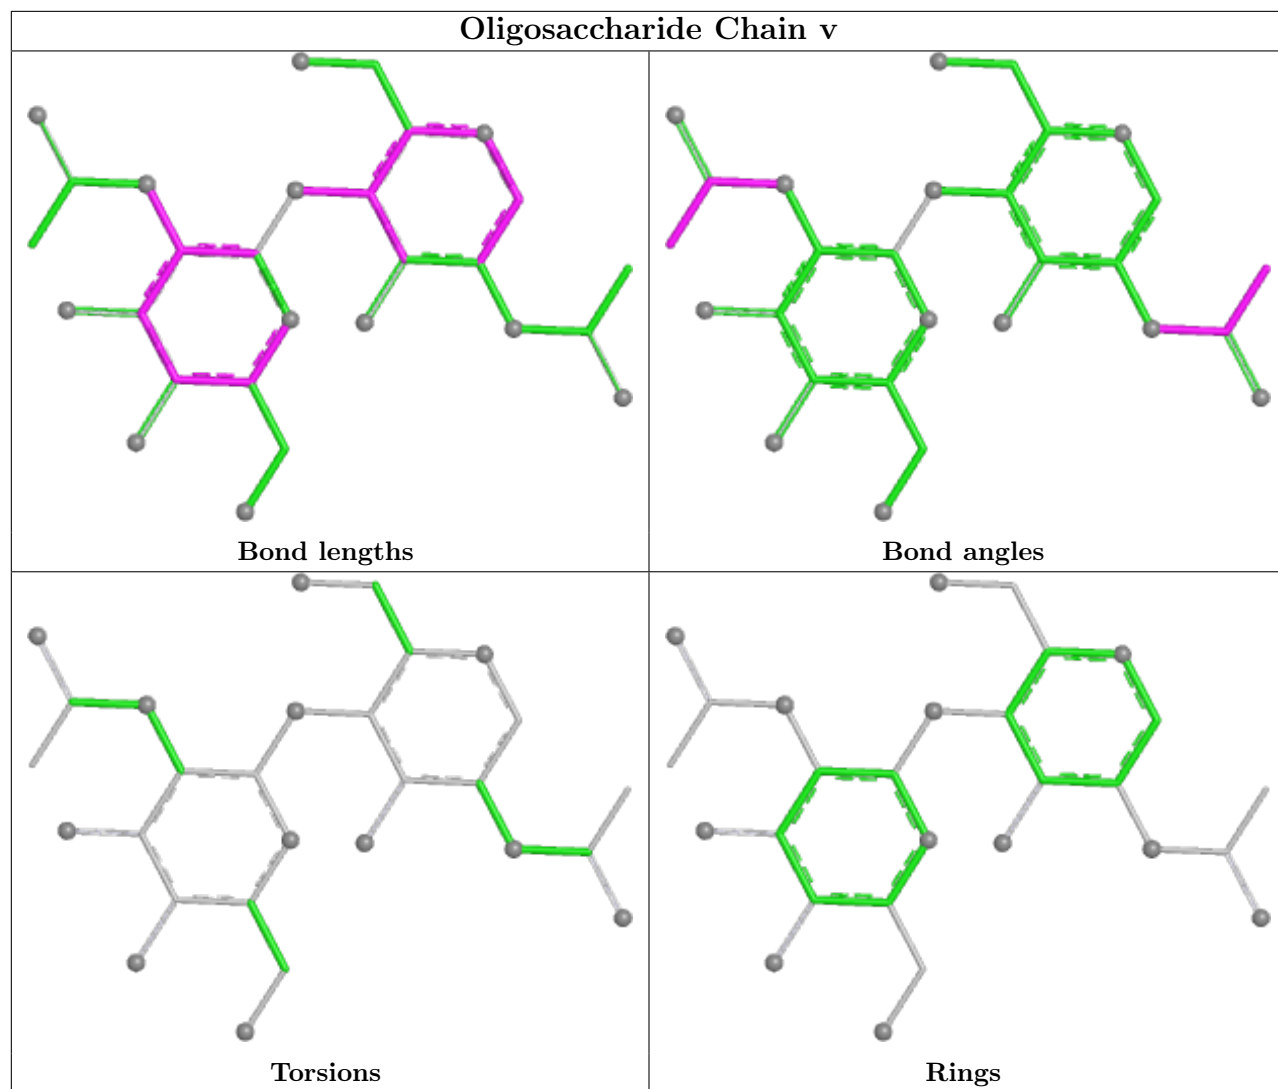 Oligosaccharide Chain v
Bond lengths
Bond angles
Torsions
Rings